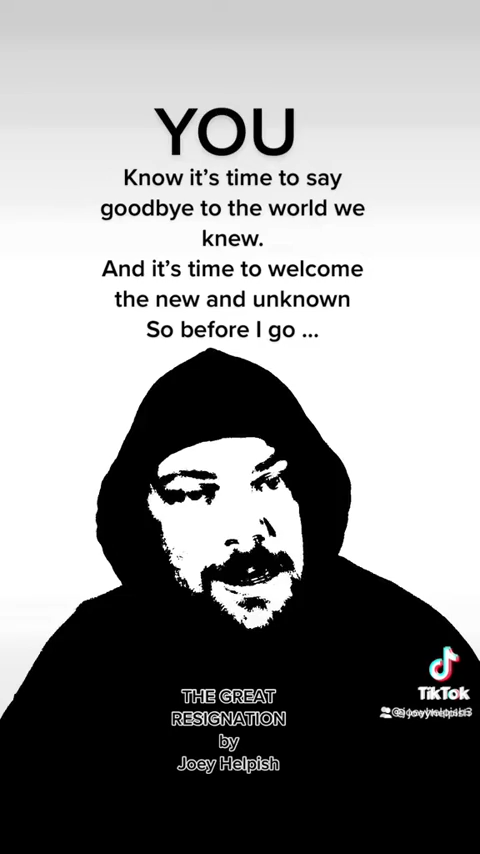 YOU
Know it's time to say
goodbye to the world we
knew.
And it's time to welcome
the new and unknown
So before I go ...
TikTok
THE GREAT
RESIGNATION
by
Joey Helpish